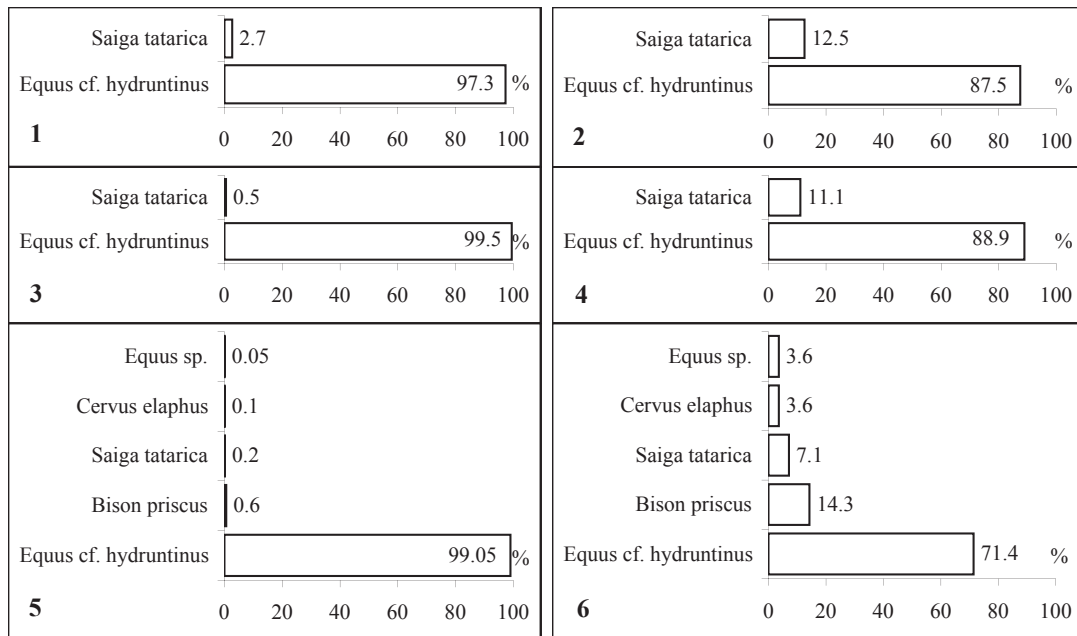 Saiga tatarica 2.7
Equus cf. hydruntinus 97.3 %
0 20 40 60 80 100
1
Saiga tatarica 12.5
Equus cf. hydruntinus 87.5 %
0 20 40 60 80 100
2
Saiga tatarica 0.5
Equus cf. hydruntinus 99.5 %
0 20 40 60 80 100
3
Saiga tatarica 11.1
Equus cf. hydruntinus 88.9 %
0 20 40 60 80 100
4
Equus sp. 0.05
Cervus elaphus 0.1
Saiga tatarica 0.2
Bison priscus 0.6
Equus cf. hydruntinus 99.05 %
0 20 40 60 80 100
5
Equus sp. 3.6
Cervus elaphus 3.6
Saiga tatarica 7.1
Bison priscus 14.3
Equus cf. hydruntinus 71.4 %
0 20 40 60 80 100
6